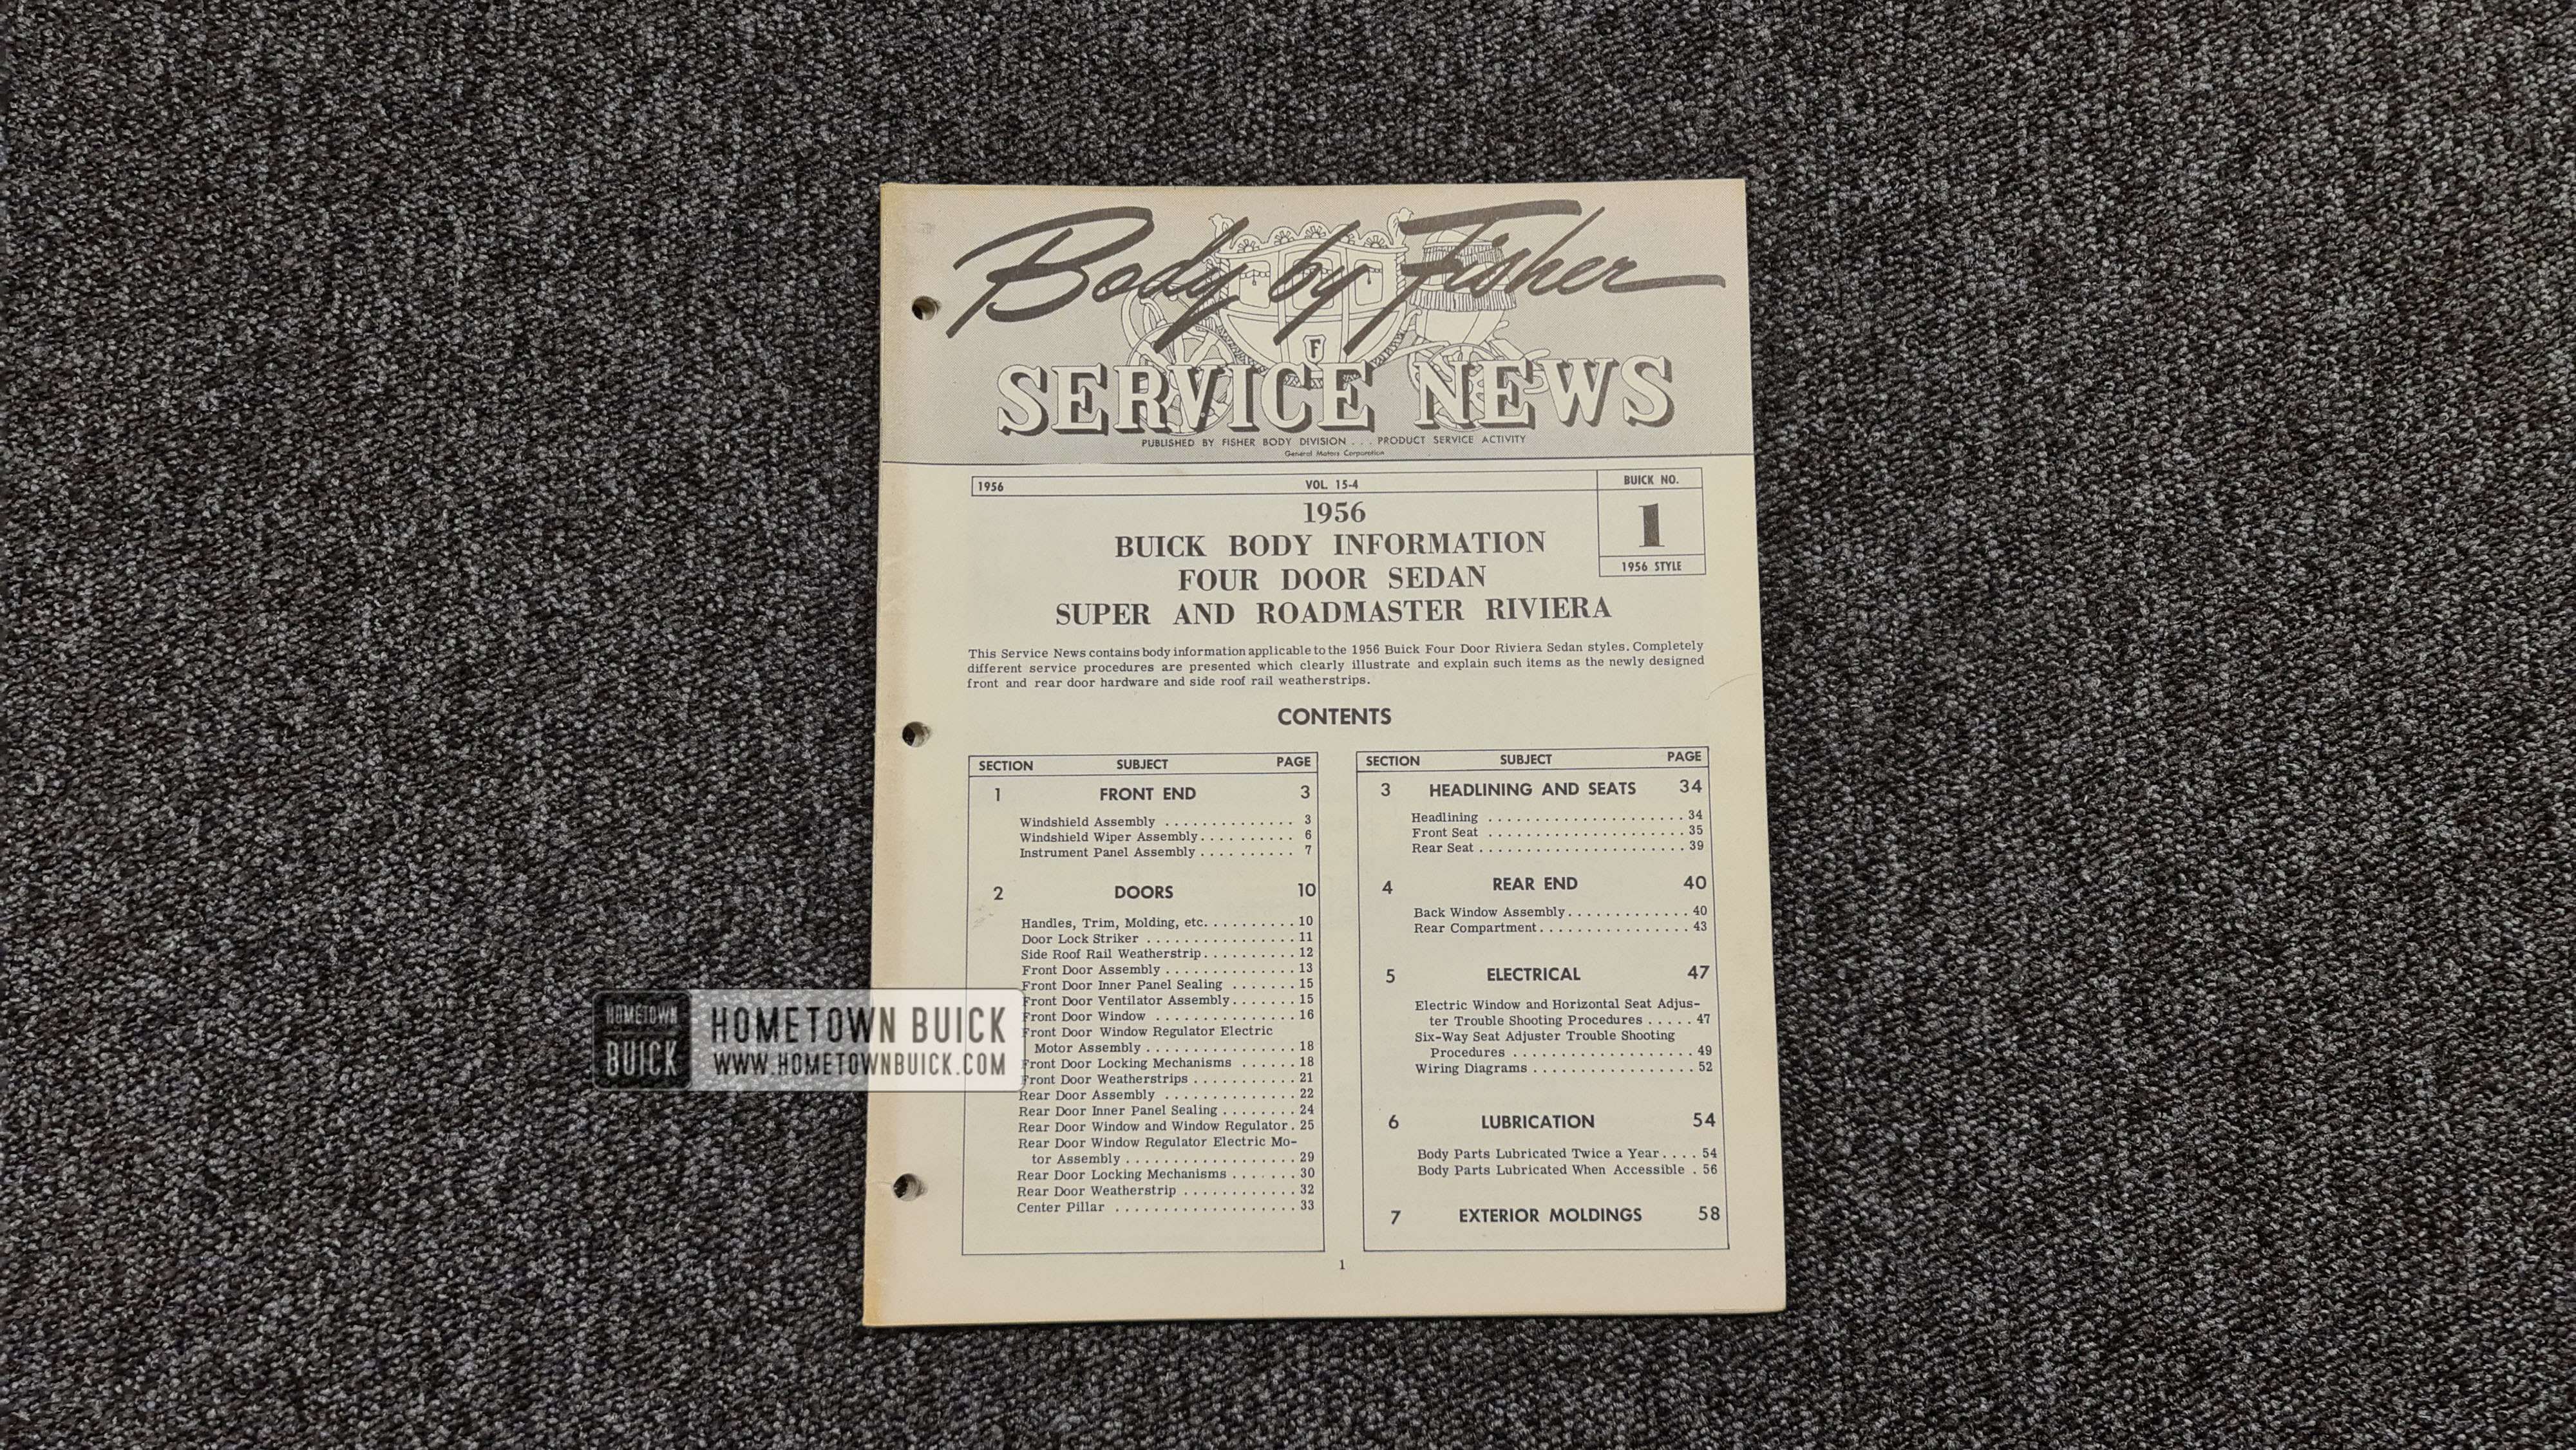 Body by Fisher
F
SERVICE NEWS
PUBLISHED BY FISHER BODY DIVISION . . . PRODUCT SERVICE ACTIVITY
General Motors Corporation
1956 VOL. 15-4 BUICK NO.
1
1956 STYLE
1956
BUICK BODY INFORMATION
FOUR DOOR SEDAN
SUPER AND ROADMASTER RIVIERA
This Service News contains body information applicable to the 1956 Buick Four Door Riviera Sedan styles. Completely
different service procedures are presented which clearly illustrate and explain such items as the newly designed
front and rear door hardware and side roof rail weatherstrips.
CONTENTS
SECTION SUBJECT PAGE
1 FRONT END 3
Windshield Assembly . . . . . . . . . . . . . . 3
Windshield Wiper Assembly . . . . . . . . . . 6
Instrument Panel Assembly . . . . . . . . . . 7
2 DOORS 10
Handles, Trim, Molding, etc. . . . . . . . . . . 10
Door Lock Striker . . . . . . . . . . . . . . . . 11
Side Roof Rail Weatherstrip . . . . . . . . . . 12
Front Door Assembly . . . . . . . . . . . . . . 13
Front Door Inner Panel Sealing . . . . . . . 15
Front Door Ventilator Assembly . . . . . . . 15
Front Door Window . . . . . . . . . . . . . . . 16
Front Door Window Regulator Electric
Motor Assembly . . . . . . . . . . . . . . . . 18
Front Door Locking Mechanisms . . . . . . 18
Front Door Weatherstrips . . . . . . . . . . . 21
Rear Door Assembly . . . . . . . . . . . . . . 22
Rear Door Inner Panel Sealing . . . . . . . . 24
Rear Door Window and Window Regulator . 25
Rear Door Window Regulator Electric Mo-
tor Assembly . . . . . . . . . . . . . . . . . . 29
Rear Door Locking Mechanisms . . . . . . . 30
Rear Door Weatherstrip . . . . . . . . . . . . 32
Center Pillar . . . . . . . . . . . . . . . . . . . 33
SECTION SUBJECT PAGE
3 HEADLINING AND SEATS 34
Headlining . . . . . . . . . . . . . . . . . . . . . 34
Front Seat . . . . . . . . . . . . . . . . . . . . . 35
Rear Seat . . . . . . . . . . . . . . . . . . . . . . 39
4 REAR END 40
Back Window Assembly . . . . . . . . . . . . . 40
Rear Compartment . . . . . . . . . . . . . . . . 43
5 ELECTRICAL 47
Electric Window and Horizontal Seat Adjus-
ter Trouble Shooting Procedures . . . . . 47
Six-Way Seat Adjuster Trouble Shooting
Procedures . . . . . . . . . . . . . . . . . . . 49
Wiring Diagrams . . . . . . . . . . . . . . . . . 52
6 LUBRICATION 54
Body Parts Lubricated Twice a Year . . . . 54
Body Parts Lubricated When Accessible . 56
7 EXTERIOR MOLDINGS 58
1
HOMETOWN
BUICK
HOMETOWN BUICK
WWW.HOMETOWNBUICK.COM